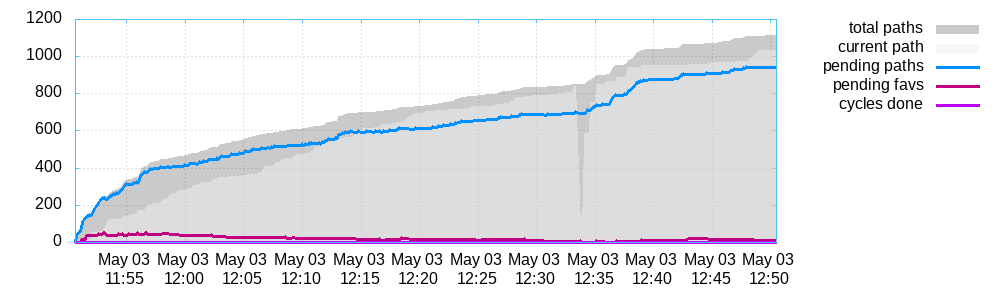 1200
1000
800
600
400
200
0
May 03 May 03 May 03 May 03 May 03 May 03 May 03 May 03 May 03 May 03 May 03 May 03
11:55 12:00 12:05 12:10 12:15 12:20 12:25 12:30 12:35 12:40 12:45 12:50
total paths
current path
pending paths
pending favs
cycles done